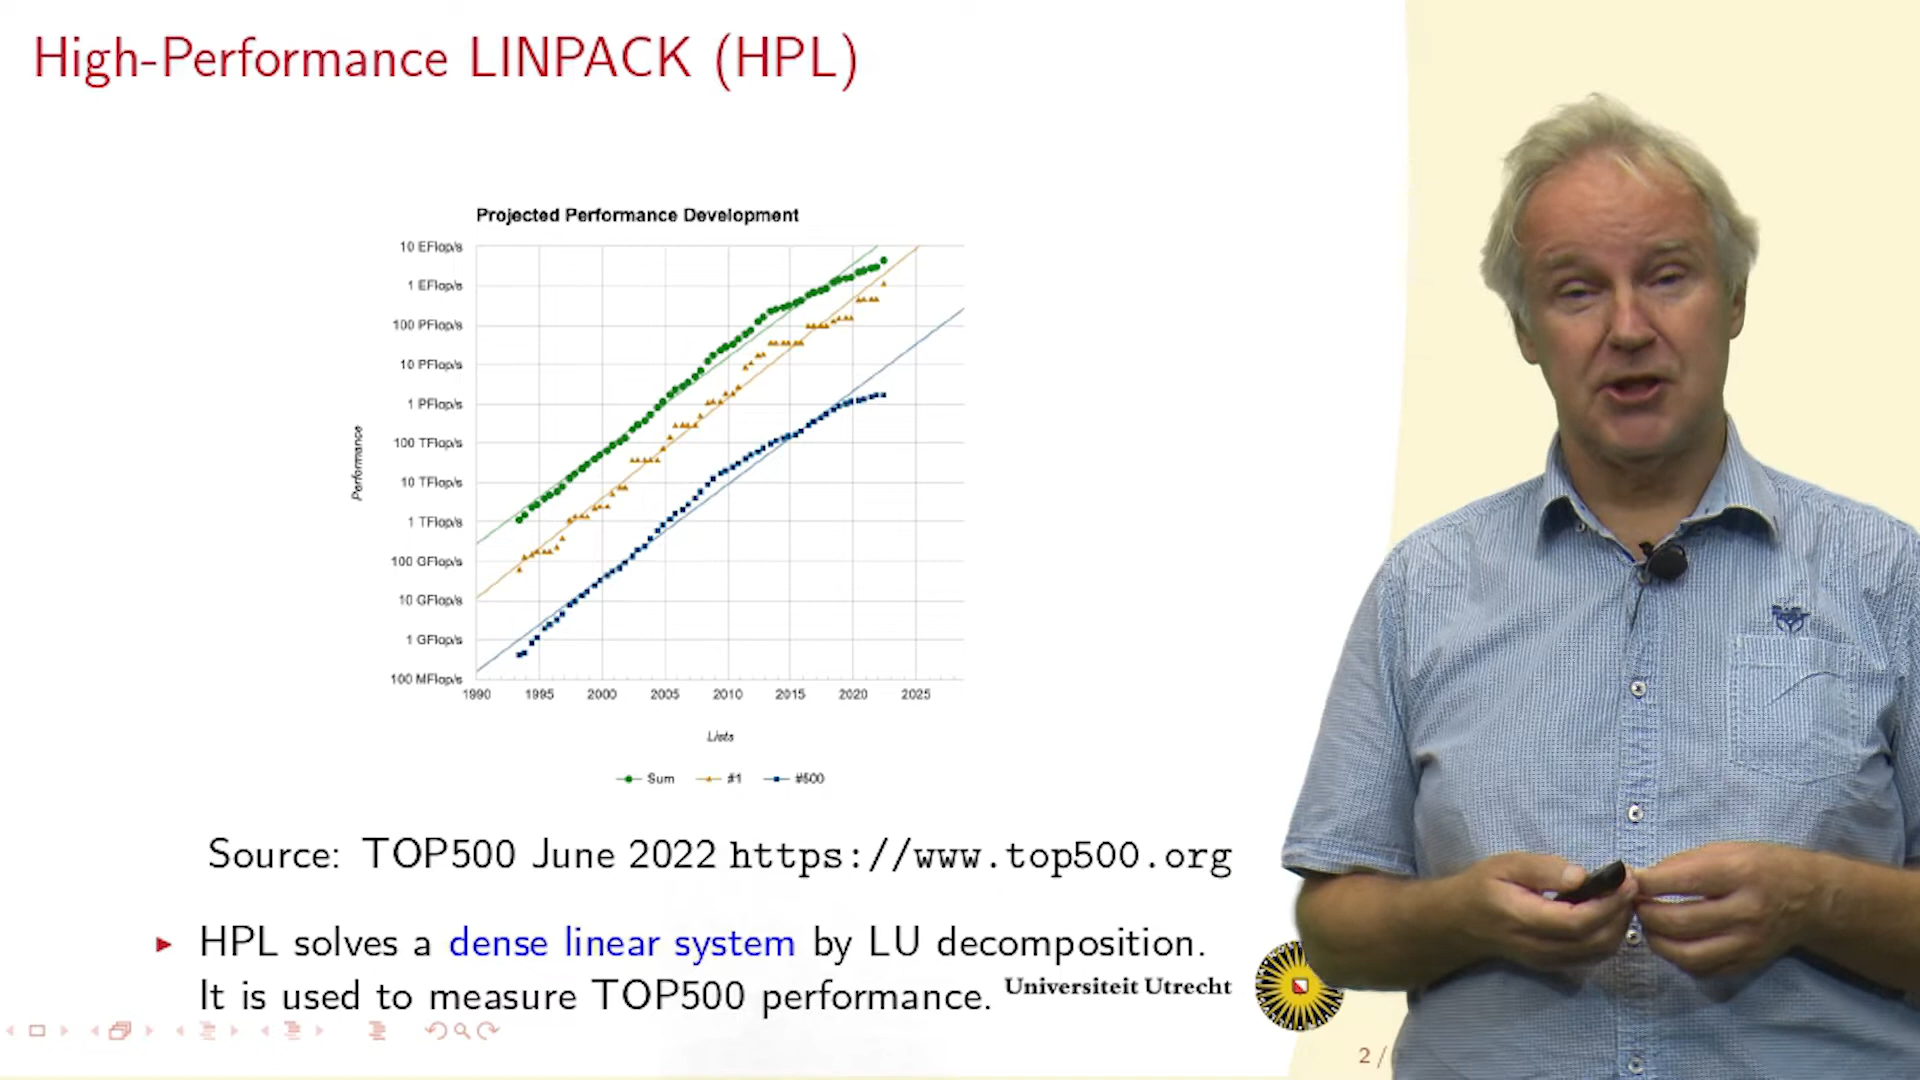 High-Performance LINPACK (HPL)
Projected Performance Development
10 EFlop/s
1 EFlop/s
100 PFlop/s
10 PFlop/s
1 PFlop/s
100 TFlop/s
10 TFlop/s
1 TFlop/s
100 GFlop/s
10 GFlop/s
1 GFlop/s
100 MFlop/s
Performance
1990 1995 2000 2005 2010 2015 2020 2025
Lists
Sum #1 #500
Source: TOP500 June 2022 https://www.top500.org
HPL solves a dense linear system by LU decomposition.
It is used to measure TOP500 performance.
Universiteit Utrecht
2 /